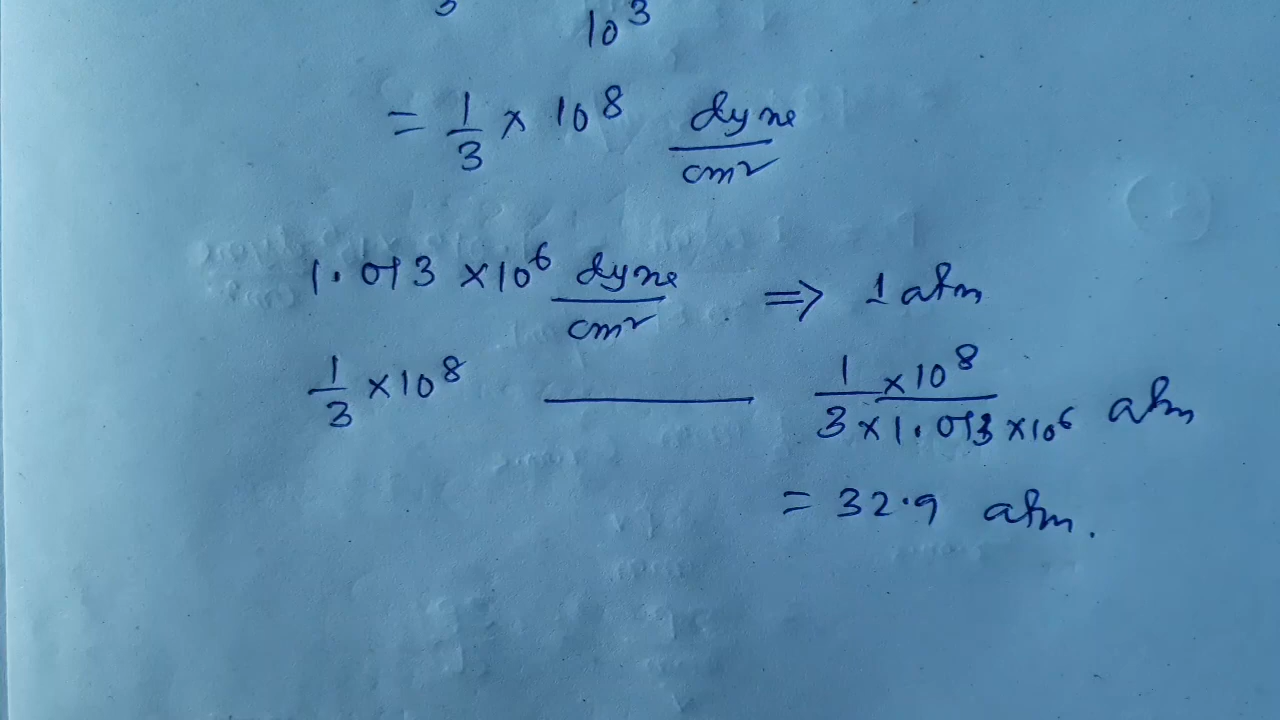 3 10³
= 1/3 × 10⁸ dyne/cm²
1.013 × 10⁶ dyne/cm² ⇒ 1 atm
1/3 × 10⁸ ——— 1 × 10⁸ / 3 × 1.013 × 10⁶ atm
= 32.9 atm.